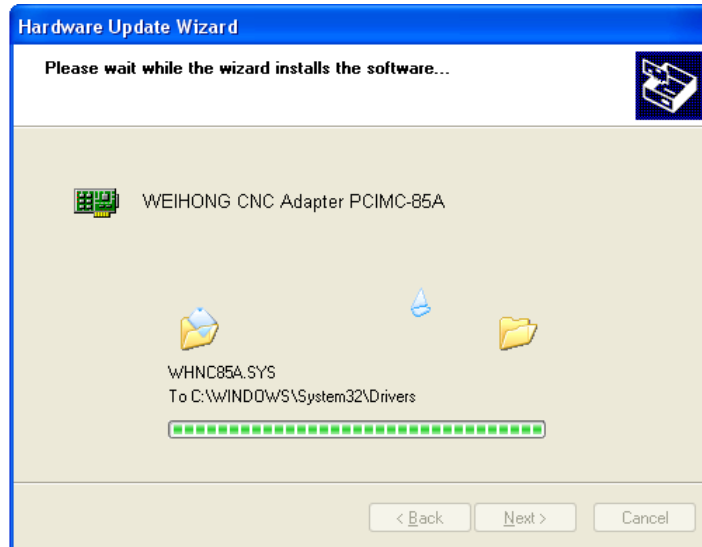 Hardware Update Wizard
Please wait while the wizard installs the software...
WEIHONG CNC Adapter PCIMC-85A
WHNC85A.SYS
To C:\WINDOWS\System32\Drivers
< Back Next > Cancel